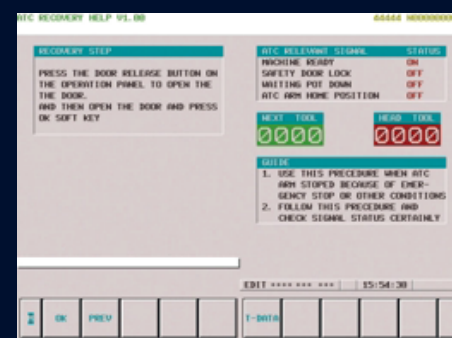 ATC RECOVERY HELP V1.00
44444 N00000000
RECOVERY STEP
PRESS THE DOOR RELEASE BUTTON ON
THE OPERATION PANEL TO OPEN THE
THE DOOR.
AND THEN OPEN THE DOOR AND PRESS
OK SOFT KEY
ATC RELEVANT SIGNAL STATUS
MACHINE READY ON
SAFETY DOOR LOCK OFF
WAITING POT DOWN OFF
ATC ARM HOME POSITION OFF
NEXT TOOL
0000
HEAD TOOL
0000
GUIDE
1. USE THIS PRECEDURE WHEN ATC
ARM STOPED BECAUSE OF EMER-
GENCY STOP OR OTHER CONDITIONS
2. FOLLOW THIS PRECEDURE AND
CHECK SIGNAL STATUS CERTAINLY
EDIT **** *** *** 15:54:30
OK PREV T-DATA